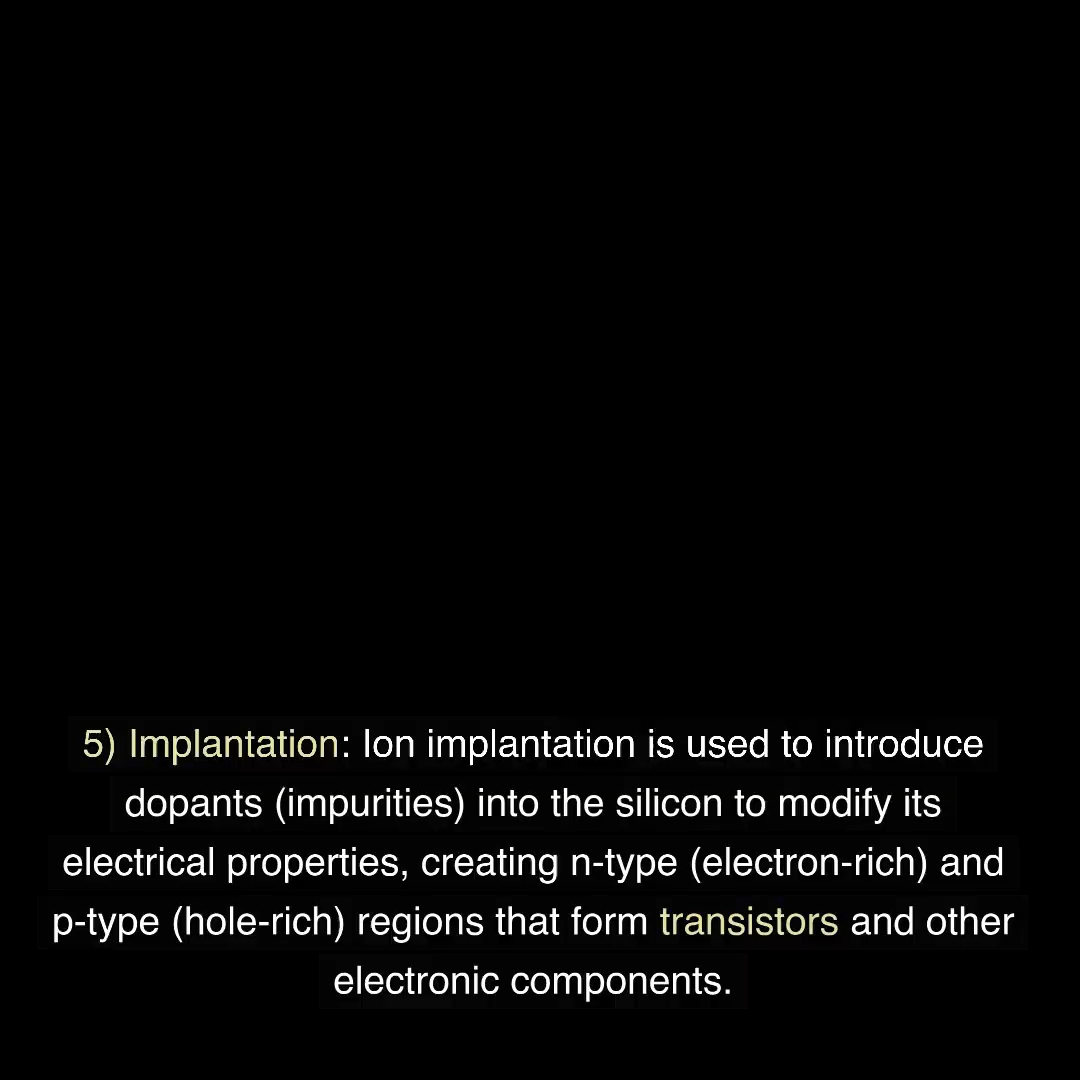 5) Implantation: Ion implantation is used to introduce
dopants (impurities) into the silicon to modify its
electrical properties, creating n-type (electron-rich) and
p-type (hole-rich) regions that form transistors and other
electronic components.